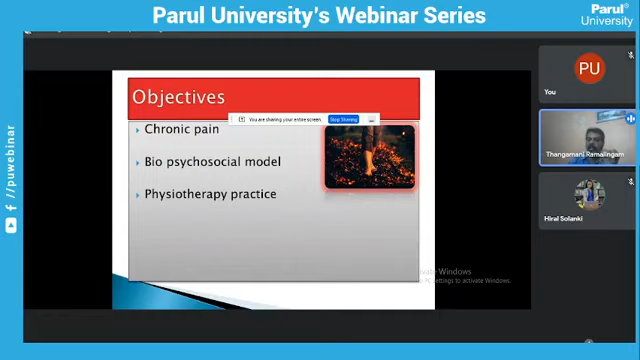 Parul University's Webinar Series
Parul®
University
Objectives
You are sharing your entire screen.
Stop Sharing
Chronic pain
Bio psychosocial model
Physiotherapy practice
PU
You
Thangamani Ramalingam
Hiral Solanki
//puwebinar
ivate Windows
PC settings to activate Windows.